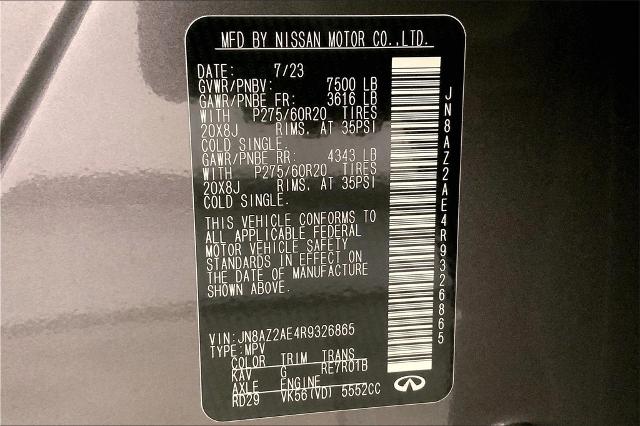 MFD BY NISSAN MOTOR CO.,LTD.
DATE: 7/23
GVWR/PNBV: 7500 LB
GAWR/PNBE FR: 3616 LB
WITH P275/60R20 TIRES
20X8J RIMS, AT 35PSI
COLD SINGLE.
GAWR/PNBE RR: 4343 LB
WITH P275/60R20 TIRES
20X8J RIMS, AT 35PSI
COLD SINGLE.
THIS VEHICLE CONFORMS TO
ALL APPLICABLE FEDERAL
MOTOR VEHICLE SAFETY
STANDARDS IN EFFECT ON
THE DATE OF MANUFACTURE
SHOWN ABOVE.
VIN:JN8AZ2AE4R9326865
TYPE:MPV
COLOR TRIM TRANS
KAV G RE7R01B
AXLE ENGINE
RD29 VK56(VD) 5552CC
JN8AZ2AE4R9326865